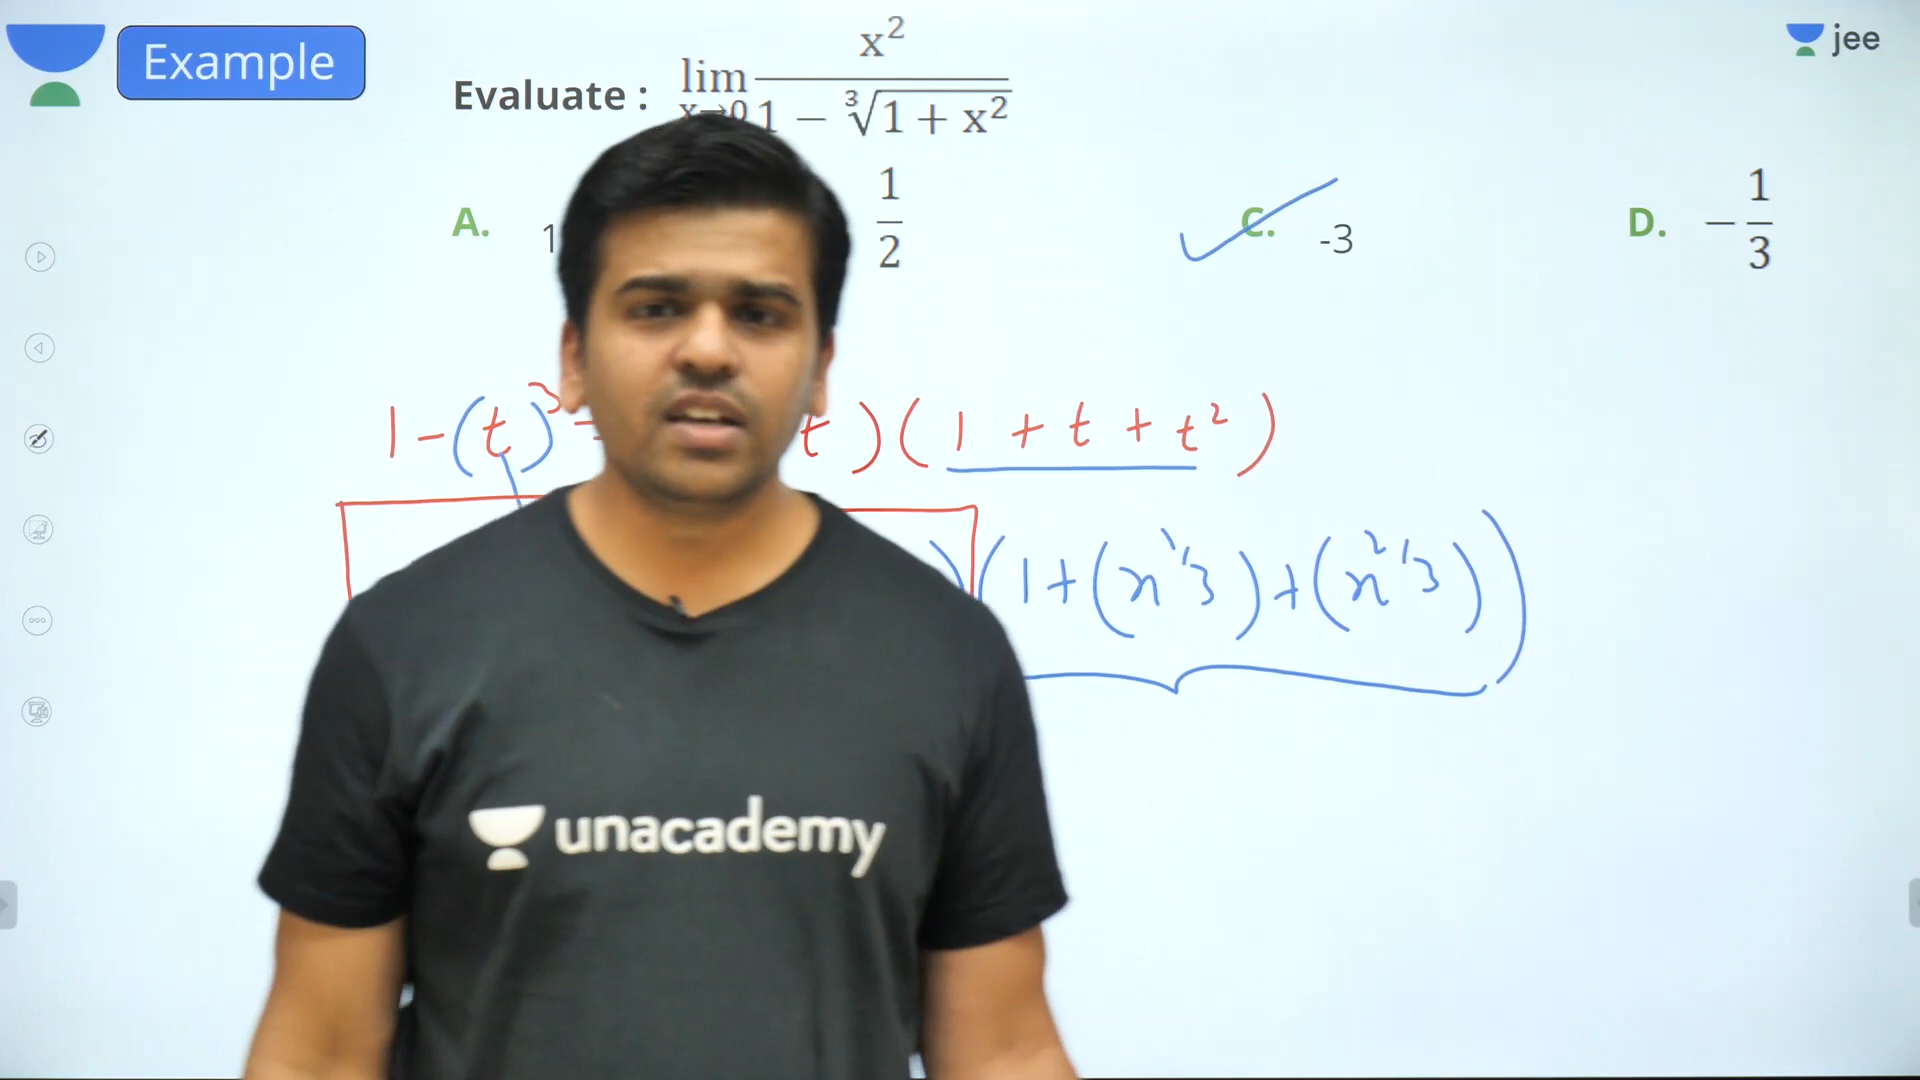 Example
jee
Evaluate : lim x→0 x² / 1 − ∛1 + x²
A. 1
1/2
C. -3
D. −1/3
1 - (t)³ = t)(1 + t + t²)
)(1 + (x^1/3) + (x^2/3))
unacademy